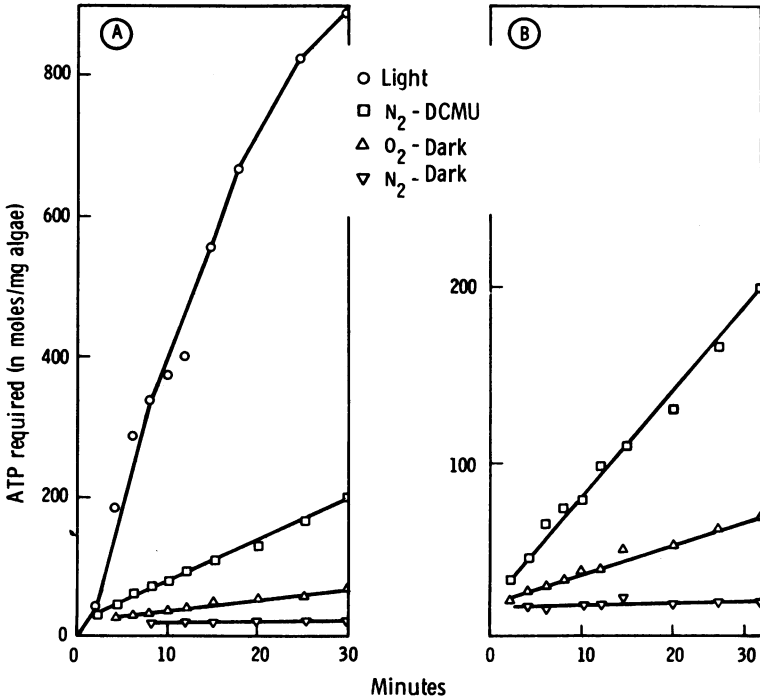 A
B
Light
N2 - DCMU
O2 - Dark
N2 - Dark
ATP required (n moles/mg algae)
800
600
400
200
0
0
10
20
30
200
100
0
10
20
30
Minutes